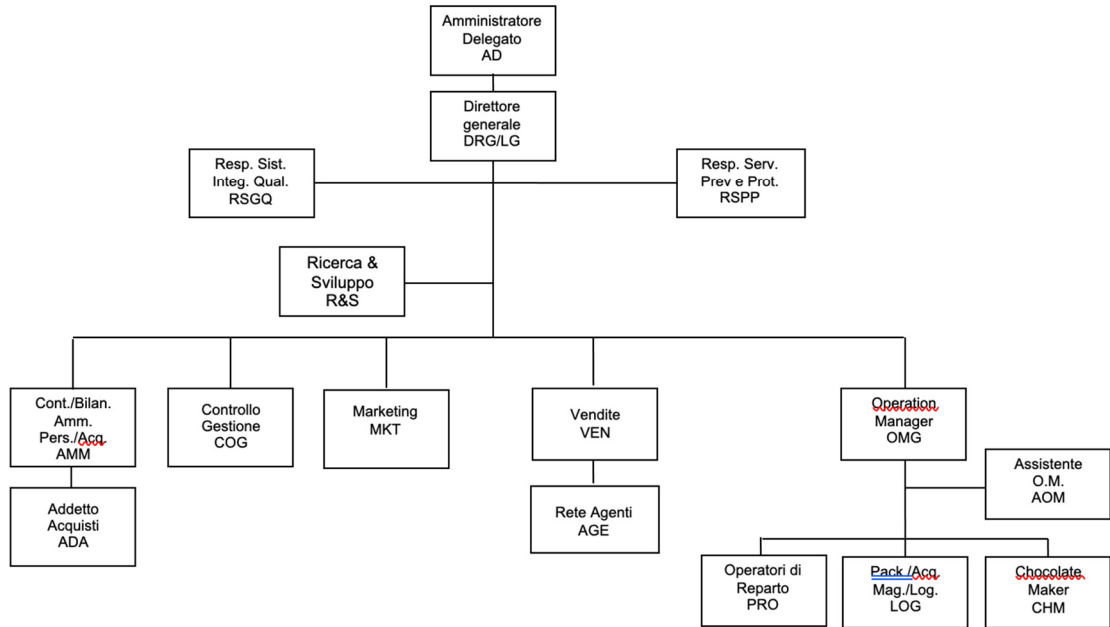 Amministratore
Delegato
AD
Direttore
generale
DRG/LG
Resp. Sist.
Integ. Qual.
RSGQ
Resp. Serv.
Prev e Prot.
RSPP
Ricerca &
Sviluppo
R&S
Cont./Bilan.
Amm.
Pers./Acq.
AMM
Controllo
Gestione
COG
Marketing
MKT
Vendite
VEN
Operation
Manager
OMG
Addetto
Acquisti
ADA
Rete Agenti
AGE
Assistente
O.M.
AOM
Operatori di
Reparto
PRO
Pack./Acq.
Mag./Log.
LOG
Chocolate
Maker
CHM